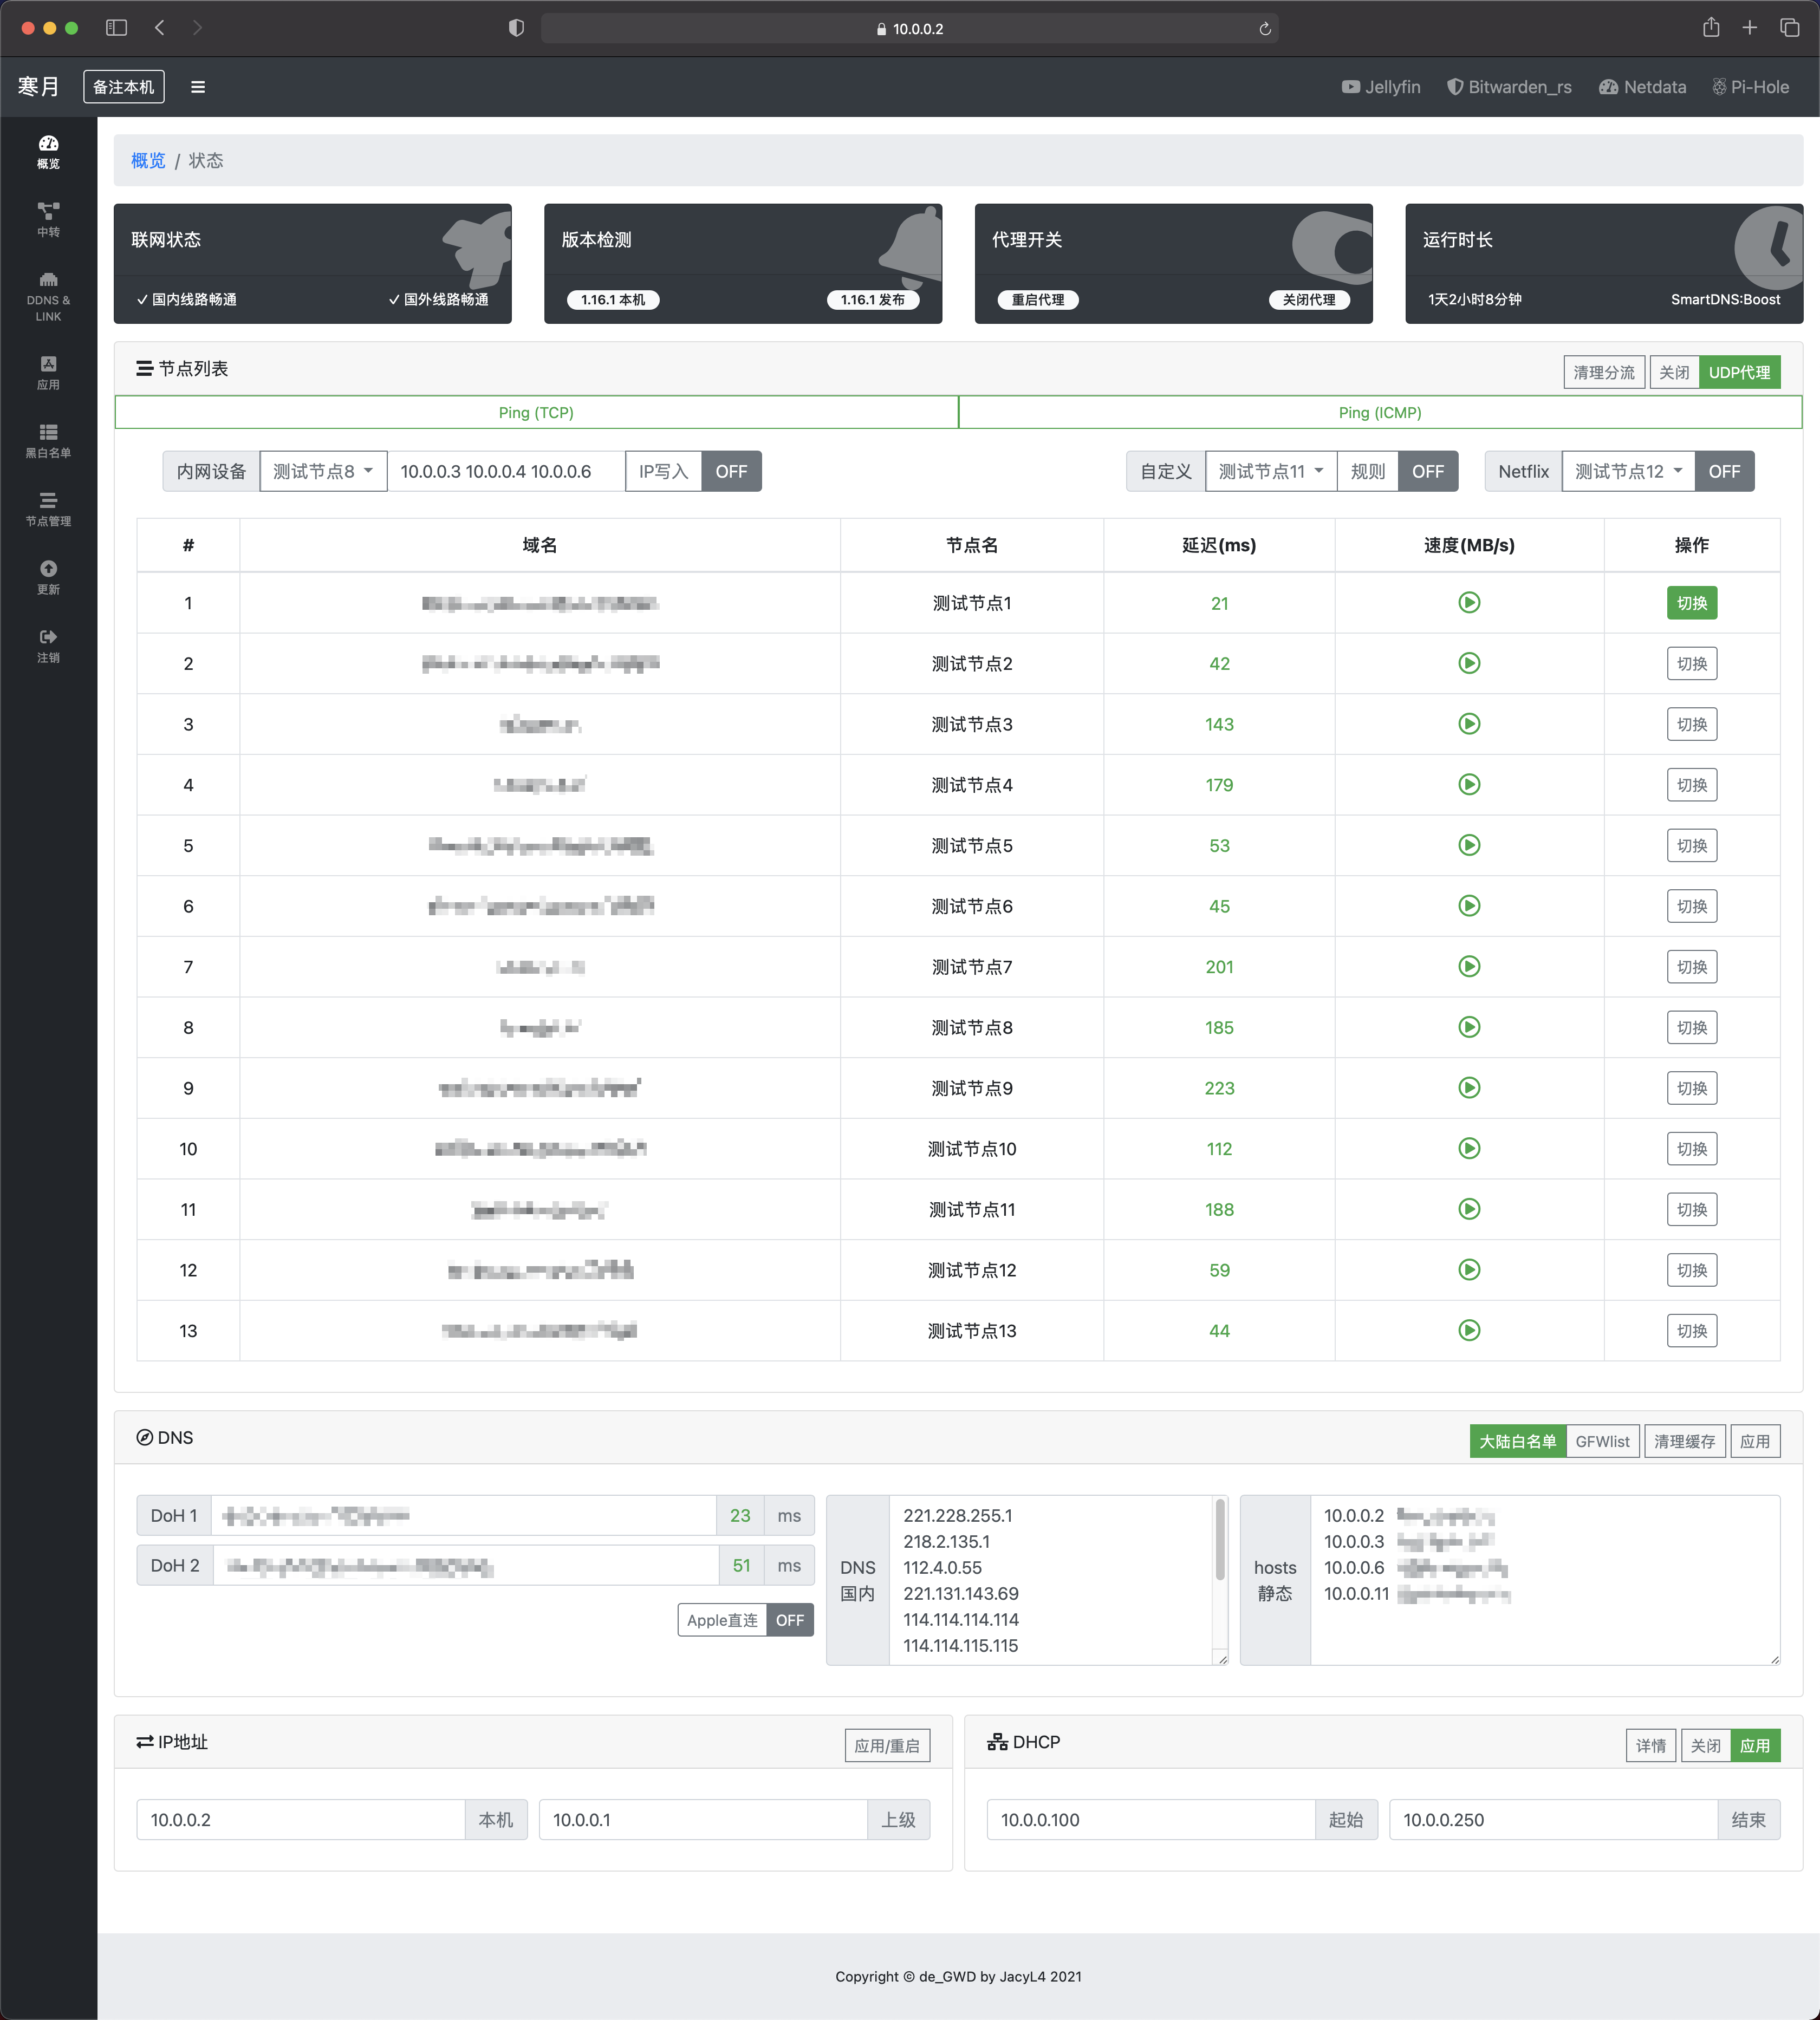 10.0.0.2
寒月 备注本机 Jellyfin Bitwarden_rs Netdata Pi-Hole
概览
中转
DDNS &
LINK
应用
黑白名单
节点管理
更新
注销
概览 / 状态
联网状态
国内线路畅通 国外线路畅通
版本检测
1.16.1 本机 1.16.1 发布
代理开关
重启代理 关闭代理
运行时长
1天2小时8分钟 SmartDNS:Boost
节点列表 清理分流 关闭 UDP代理
Ping (TCP) Ping (ICMP)
内网设备 测试节点8 10.0.0.3 10.0.0.4 10.0.0.6 IP写入 OFF 自定义 测试节点11 规则 OFF Netflix 测试节点12 OFF
# 域名 节点名 延迟(ms) 速度(MB/s) 操作
1 测试节点1 21 切换
2 测试节点2 42 切换
3 测试节点3 143 切换
4 测试节点4 179 切换
5 测试节点5 53 切换
6 测试节点6 45 切换
7 测试节点7 201 切换
8 测试节点8 185 切换
9 测试节点9 223 切换
10 测试节点10 112 切换
11 测试节点11 188 切换
12 测试节点12 59 切换
13 测试节点13 44 切换
DNS 大陆白名单 GFWlist 清理缓存 应用
DoH 1 23 ms
DoH 2 51 ms
Apple直连 OFF
DNS
国内
221.228.255.1
218.2.135.1
112.4.0.55
221.131.143.69
114.114.114.114
114.114.115.115
hosts
静态
10.0.0.2
10.0.0.3
10.0.0.6
10.0.0.11
IP地址 应用/重启
10.0.0.2 本机 10.0.0.1 上级
DHCP 详情 关闭 应用
10.0.0.100 起始 10.0.0.250 结束
Copyright © de_GWD by JacyL4 2021